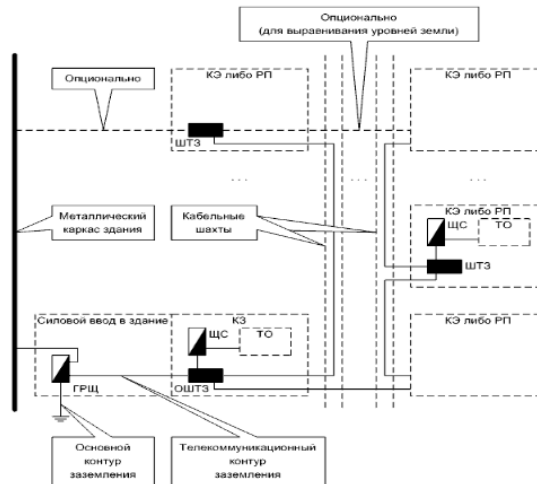 Опционально
(для выравнивания уровней земли)
Опционально
КЭ либо РП
КЭ либо РП
ШТЗ
...
...
Металлический
каркас здания
Кабельные
шахты
КЭ либо РП
ЩС
ТО
ШТЗ
Силовой ввод в здание
КЗ
КЭ либо РП
ЩС
ТО
ГРЩ
ОШТЗ
Основной
контур
заземления
Телекоммуникационный
контур
заземления